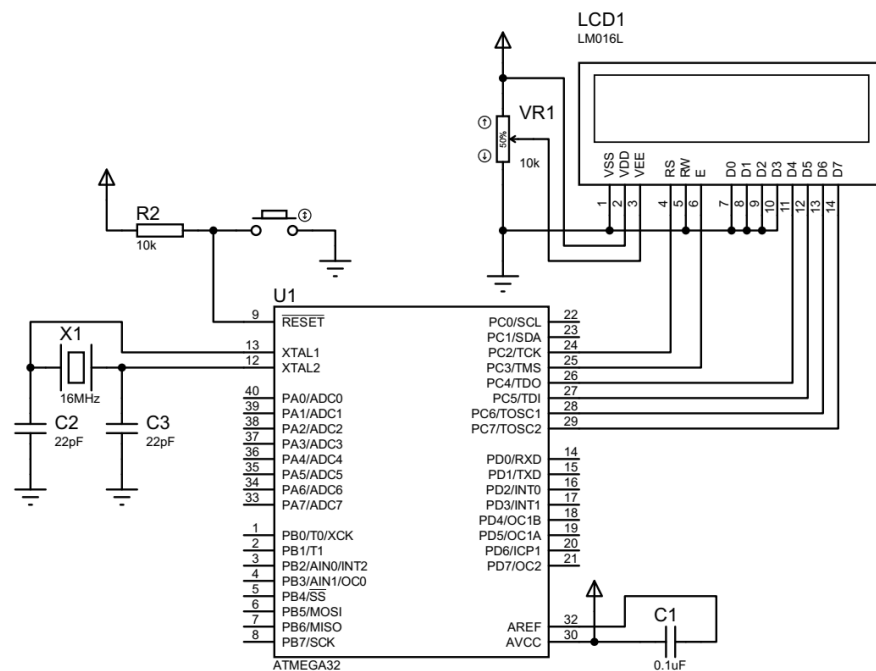 LCD1
LM016L
VR1
50%
10k
VSS
VDD
VEE
RS
RW
E
D0
D1
D2
D3
D4
D5
D6
D7
1
2
3
4
5
6
7
8
9
10
11
12
13
14
R2
10k
U1
X1
16MHz
C2
22pF
C3
22pF
9 RESET
13 XTAL1
12 XTAL2
40 PA0/ADC0
39 PA1/ADC1
38 PA2/ADC2
37 PA3/ADC3
36 PA4/ADC4
35 PA5/ADC5
34 PA6/ADC6
33 PA7/ADC7
1 PB0/T0/XCK
2 PB1/T1
3 PB2/AIN0/INT2
4 PB3/AIN1/OC0
5 PB4/SS
6 PB5/MOSI
7 PB6/MISO
8 PB7/SCK
PC0/SCL 22
PC1/SDA 23
PC2/TCK 24
PC3/TMS 25
PC4/TDO 26
PC5/TDI 27
PC6/TOSC1 28
PC7/TOSC2 29
PD0/RXD 14
PD1/TXD 15
PD2/INT0 16
PD3/INT1 17
PD4/OC1B 18
PD5/OC1A 19
PD6/ICP1 20
PD7/OC2 21
AREF 32
AVCC 30
ATMEGA32
C1
0.1uF